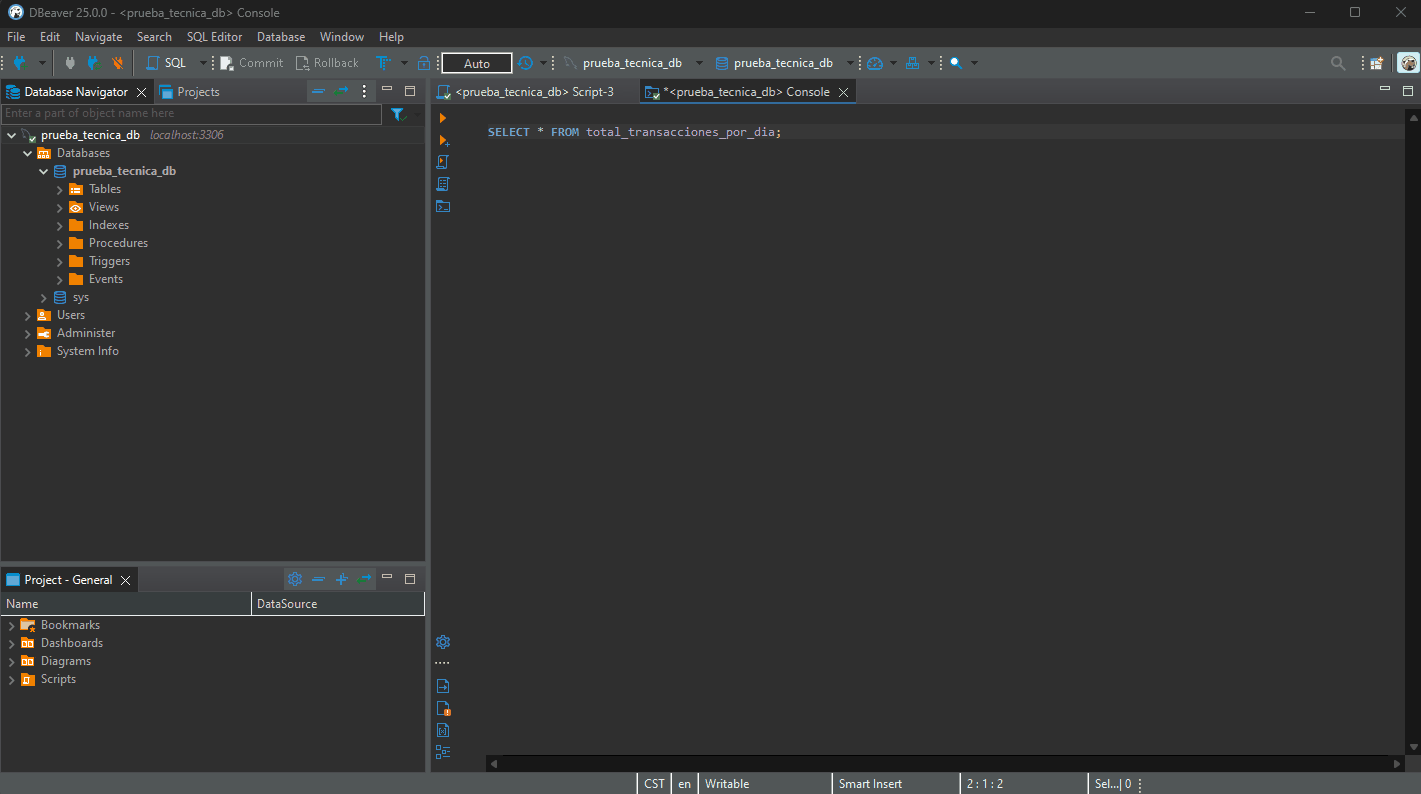 DBeaver 25.0.0 - <prueba_tecnica_db> Console
File Edit Navigate Search SQL Editor Database Window Help
SQL Commit Rollback Auto prueba_tecnica_db prueba_tecnica_db
Database Navigator Projects
Enter a part of object name here
prueba_tecnica_db localhost:3306
Databases
prueba_tecnica_db
Tables
Views
Indexes
Procedures
Triggers
Events
sys
Users
Administer
System Info
<prueba_tecnica_db> Script-3 *<prueba_tecnica_db> Console
SELECT * FROM total_transacciones_por_dia;
Project - General
Name DataSource
Bookmarks
Dashboards
Diagrams
Scripts
CST en Writable Smart Insert 2 : 1 : 2 Sel...| 0